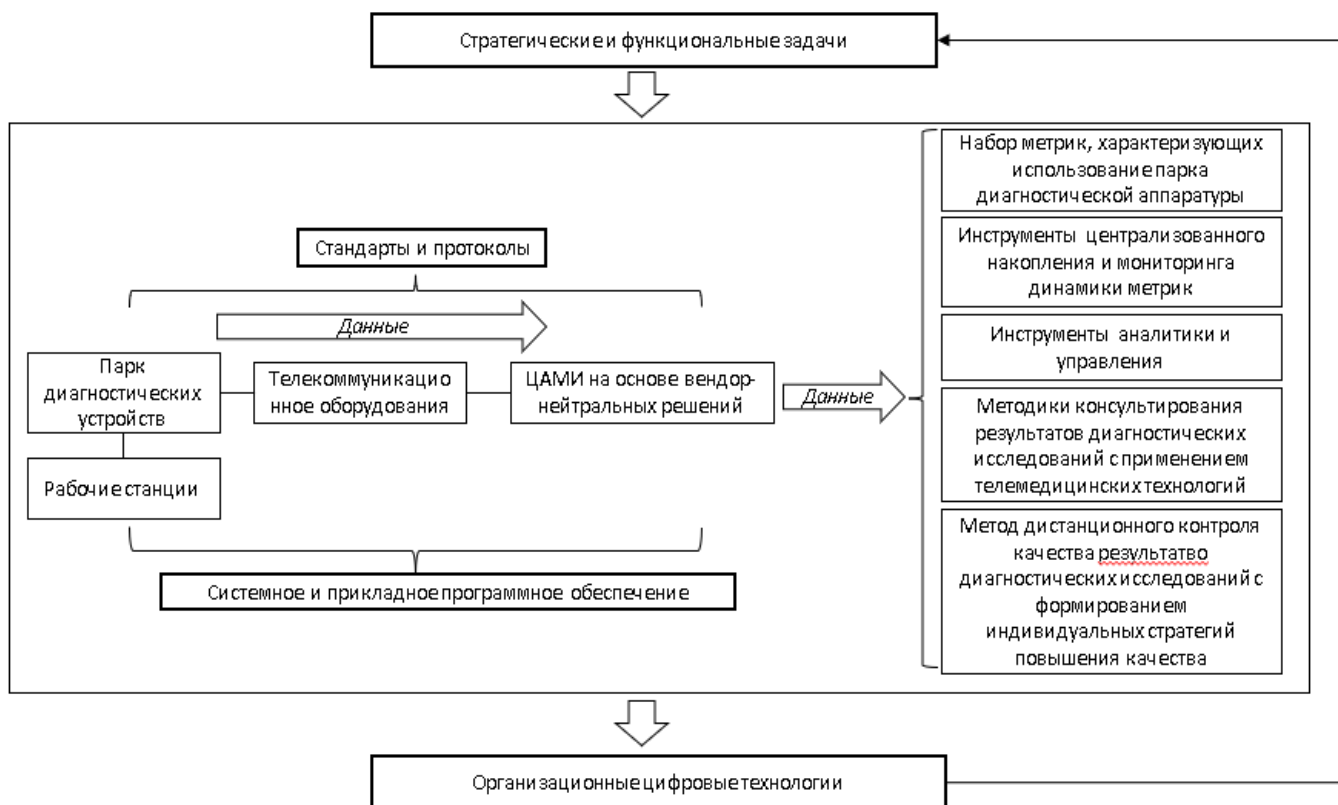 Стратегические и функциональные задачи
Стандарты и протоколы
Данные
Парк
диагностических
устройств
Телекоммуникацио
нное оборудования
ЦАМИ на основе вендор-
нейтральных решений
Данные
Рабочие станции
Системное и прикладное программное обеспечение
Набор метрик, характеризующих
использование парка
диагностической аппаратуры
Инструменты централизованного
накопления и мониторинга
динамики метрик
Инструменты аналитики и
управления
Методики консультирования
результатов диагностических
исследований с применением
телемедицинских технологий
Метод дистанционного контроля
качества результатво
диагностических исследований с
формированием
индивидуальных стратегий
повышения качества
Организационные цифровые технологии